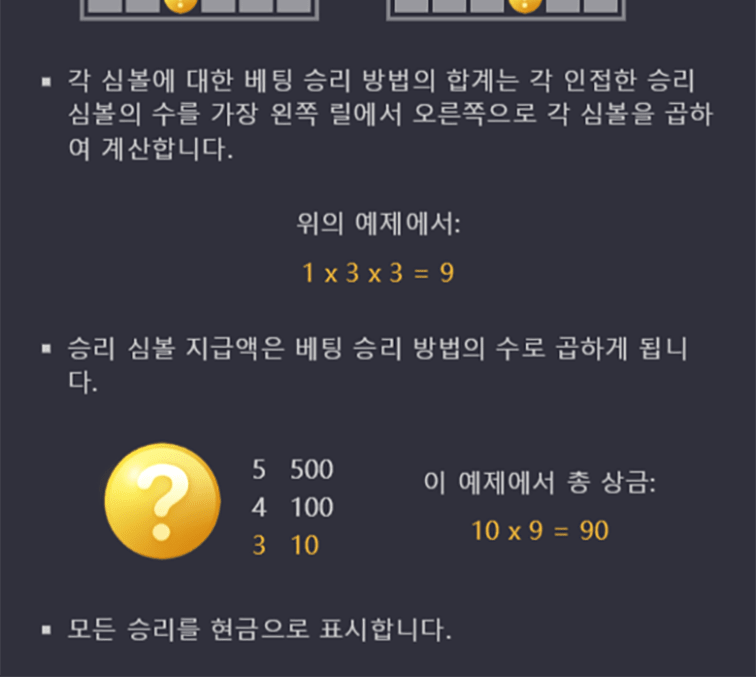 ▪ 각 심볼에 대한 베팅 승리 방법의 합계는 각 인접한 승리
심볼의 수를 가장 왼쪽 릴에서 오른쪽으로 각 심볼을 곱하
여 계산합니다.
위의 예제에서:
1 x 3 x 3 = 9
▪ 승리 심볼 지급액은 베팅 승리 방법의 수로 곱하게 됩니
다.
?
5 500
4 100
3 10
이 예제에서 총 상금:
10 x 9 = 90
▪ 모든 승리를 현금으로 표시합니다.